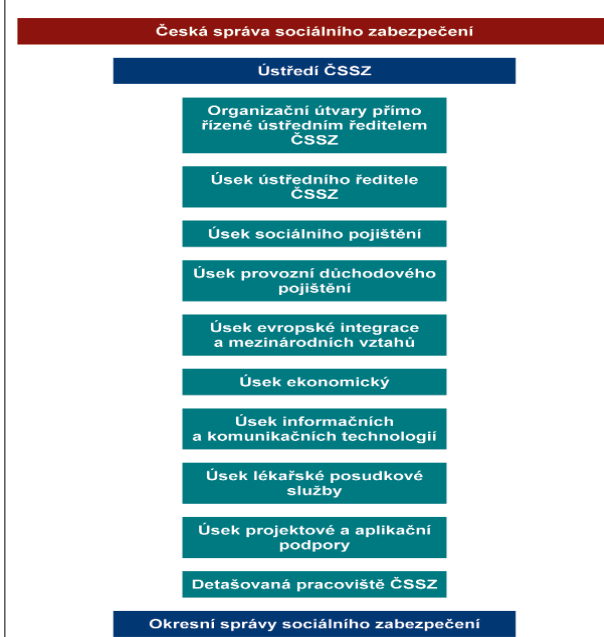 Česká správa sociálního zabezpečení
Ústředí ČSSZ
Organizační útvary přímo
řízené ústředním ředitelem
ČSSZ
Úsek ústředního ředitele
ČSSZ
Úsek sociálního pojištění
Úsek provozní důchodového
pojištění
Úsek evropské integrace
a mezinárodních vztahů
Úsek ekonomický
Úsek informačních
a komunikačních technologií
Úsek lékařské posudkové
služby
Úsek projektové a aplikační
podpory
Detašovaná pracoviště ČSSZ
Okresní správy sociálního zabezpečení